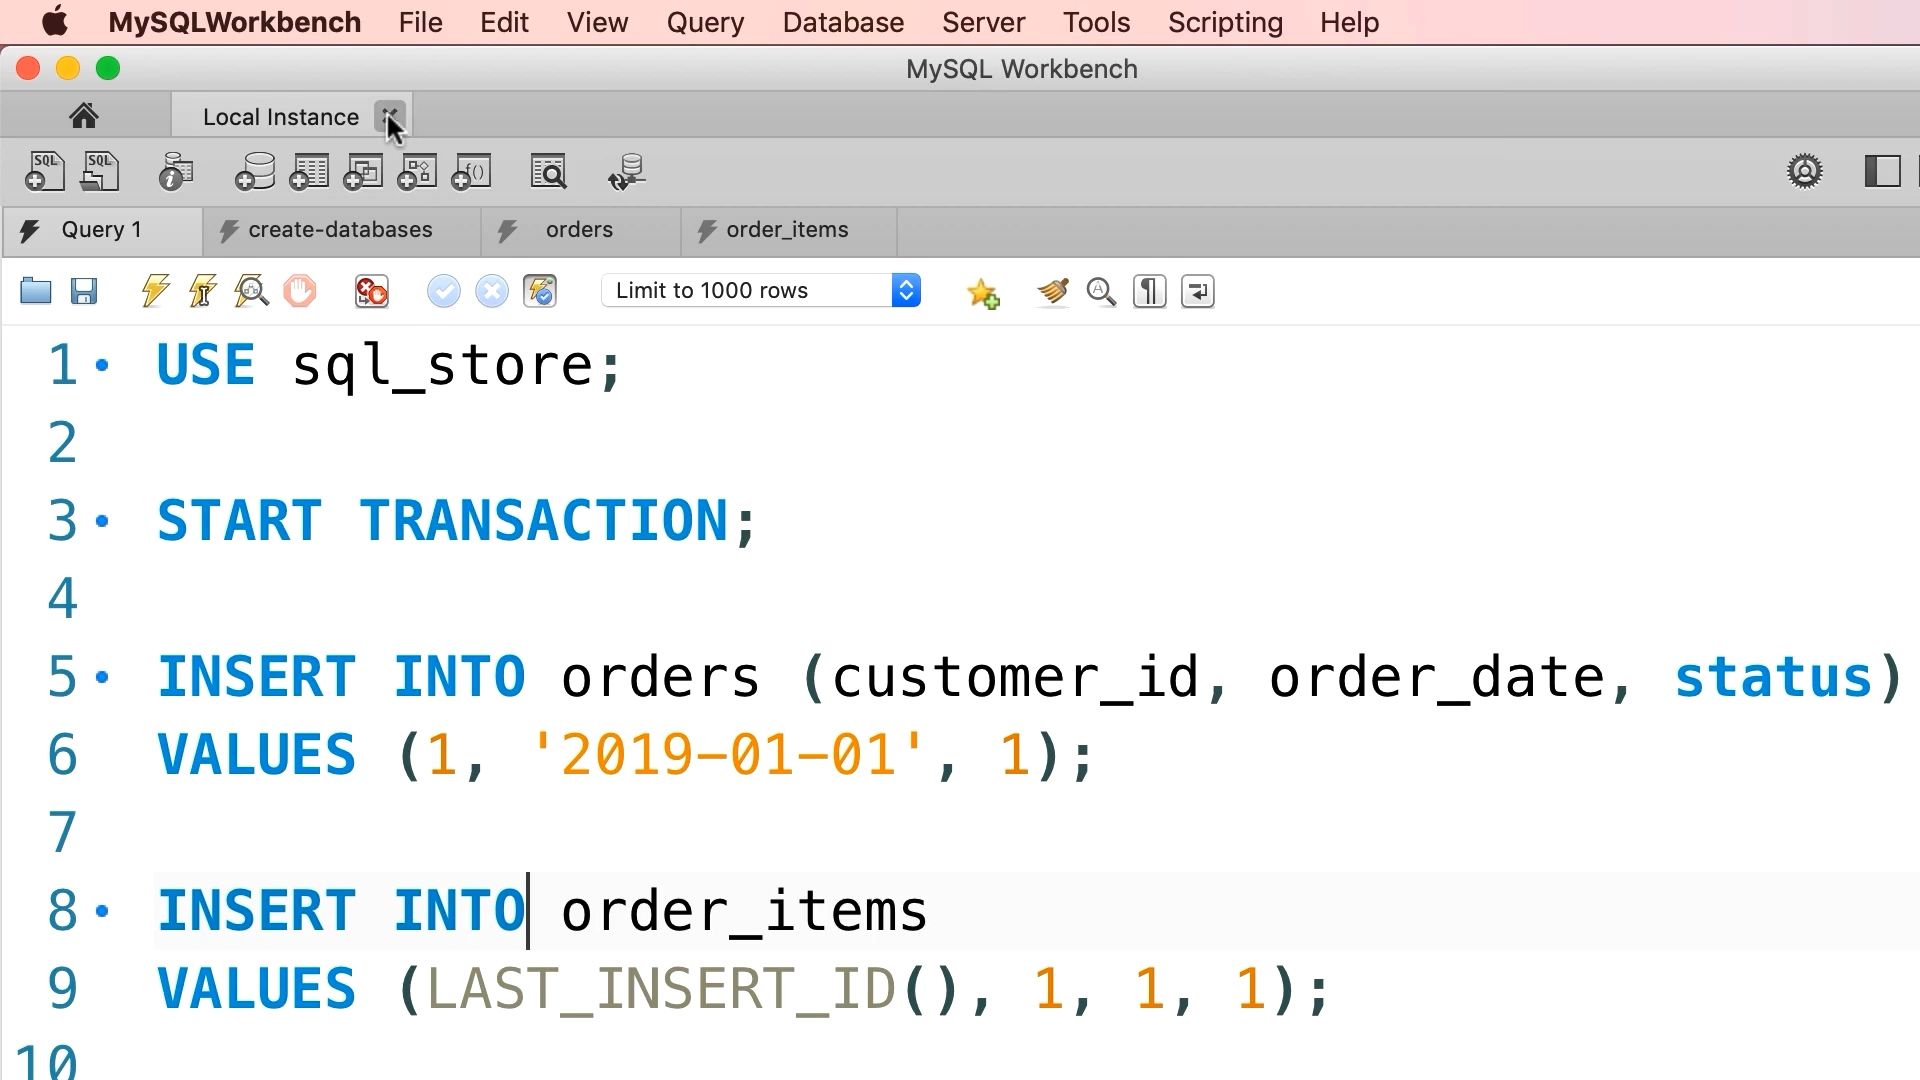 MySQLWorkbench File Edit View Query Database Server Tools Scripting Help
MySQL Workbench
Local Instance
SQL SQL f()
Query 1 create-databases orders order_items
Limit to 1000 rows
1 USE sql_store;
2
3 START TRANSACTION;
4
5 INSERT INTO orders (customer_id, order_date, status)
6 VALUES (1, '2019-01-01', 1);
7
8 INSERT INTO order_items
9 VALUES (LAST_INSERT_ID(), 1, 1, 1);
10